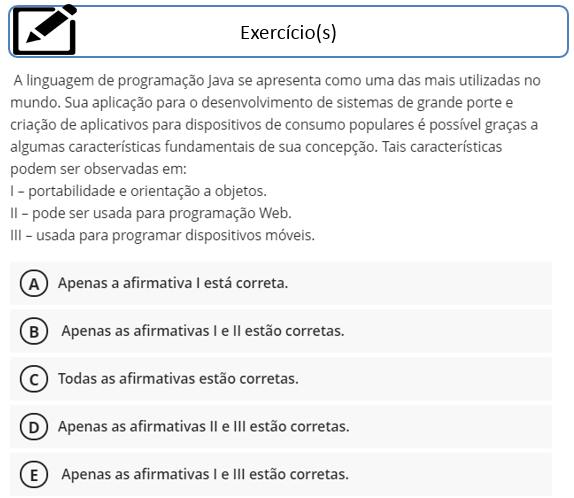 Exercício(s)
A linguagem de programação Java se apresenta como uma das mais utilizadas no
mundo. Sua aplicação para o desenvolvimento de sistemas de grande porte e
criação de aplicativos para dispositivos de consumo populares é possível graças a
algumas características fundamentais de sua concepção. Tais características
podem ser observadas em:
I – portabilidade e orientação a objetos.
II – pode ser usada para programação Web.
III – usada para programar dispositivos móveis.
A Apenas a afirmativa I está correta.
B Apenas as afirmativas I e II estão corretas.
C Todas as afirmativas estão corretas.
D Apenas as afirmativas II e III estão corretas.
E Apenas as afirmativas I e III estão corretas.